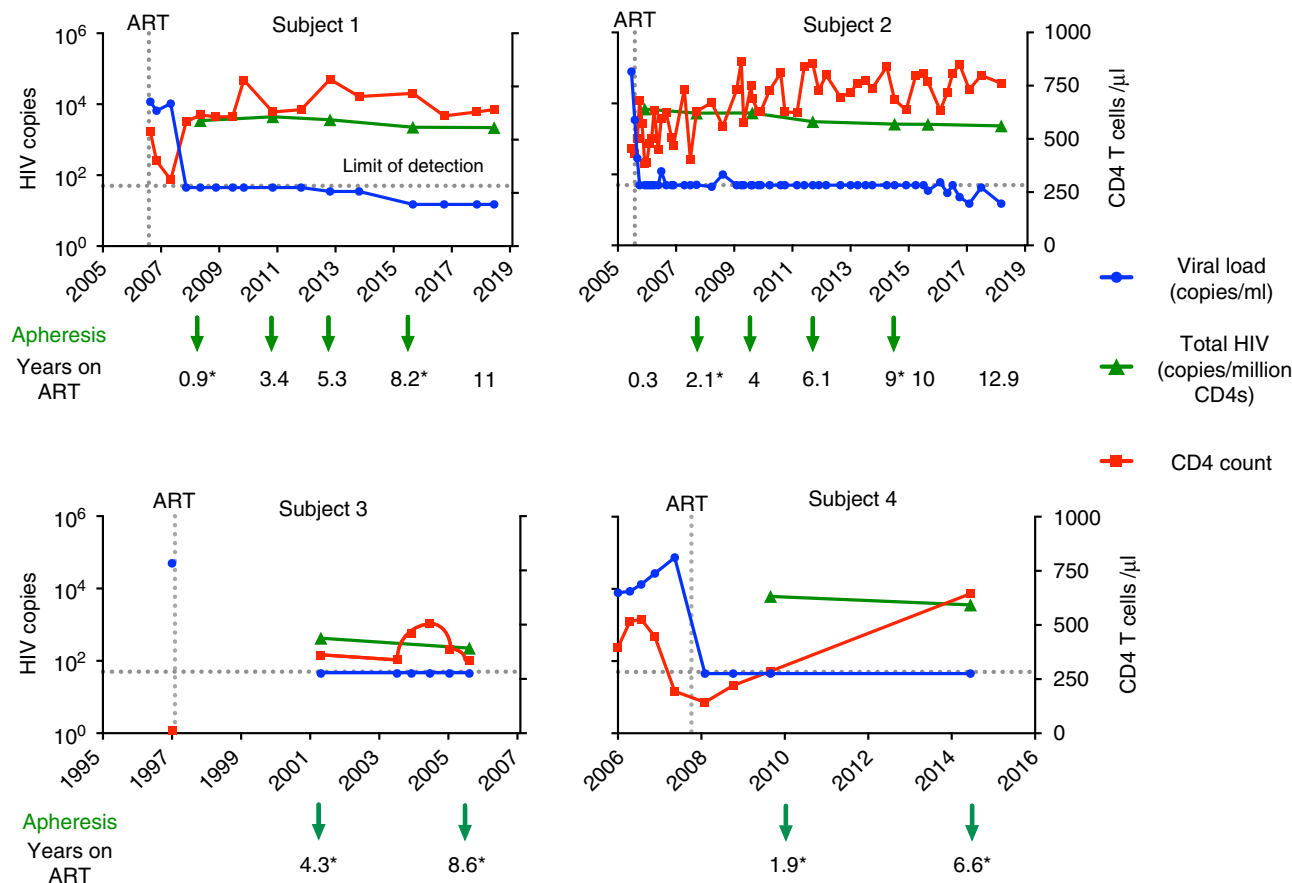 ART
Subject 1
HIV copies
10^6
10^4
10^2
10^0
Limit of detection
2005
2007
2009
2011
2013
2015
2017
2019
ART
Subject 2
1000
750
500
250
0
CD4 T cells /μl
2005
2007
2009
2011
2013
2015
2017
2019
Apheresis
Years on
ART
0.9* 3.4 5.3 8.2* 11
0.3 2.1* 4 6.1 9* 10 12.9
Viral load
(copies/ml)
Total HIV
(copies/million
CD4s)
CD4 count
ART
Subject 3
HIV copies
10^6
10^4
10^2
10^0
1995
1997
1999
2001
2003
2005
2007
ART
Subject 4
1000
750
500
250
0
CD4 T cells /μl
2006
2008
2010
2012
2014
2016
Apheresis
Years on
ART
4.3* 8.6*
1.9* 6.6*